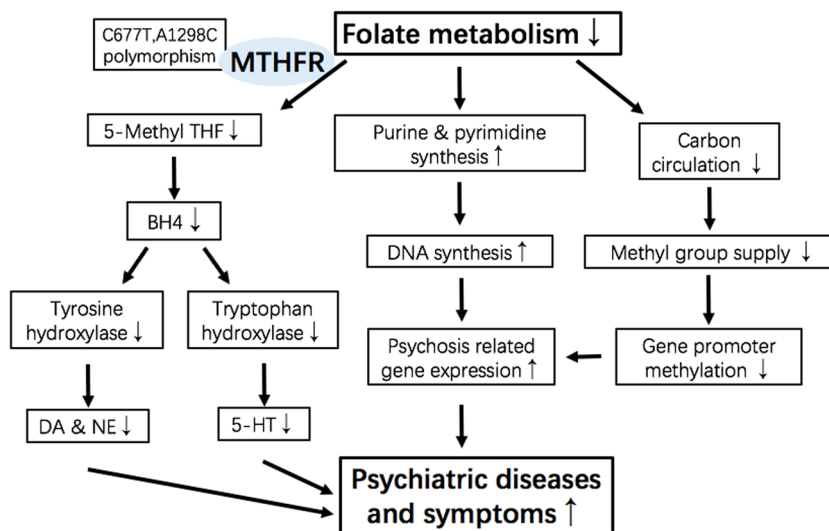 C677T,A1298C
polymorphism
MTHFR
Folate metabolism ↓
5-Methyl THF ↓
Purine & pyrimidine
synthesis ↑
Carbon
circulation ↓
BH4 ↓
DNA synthesis ↑
Methyl group supply ↓
Tyrosine
hydroxylase ↓
Tryptophan
hydroxylase ↓
Psychosis related
gene expression ↑
Gene promoter
methylation ↓
DA & NE ↓
5-HT ↓
Psychiatric diseases
and symptoms ↑